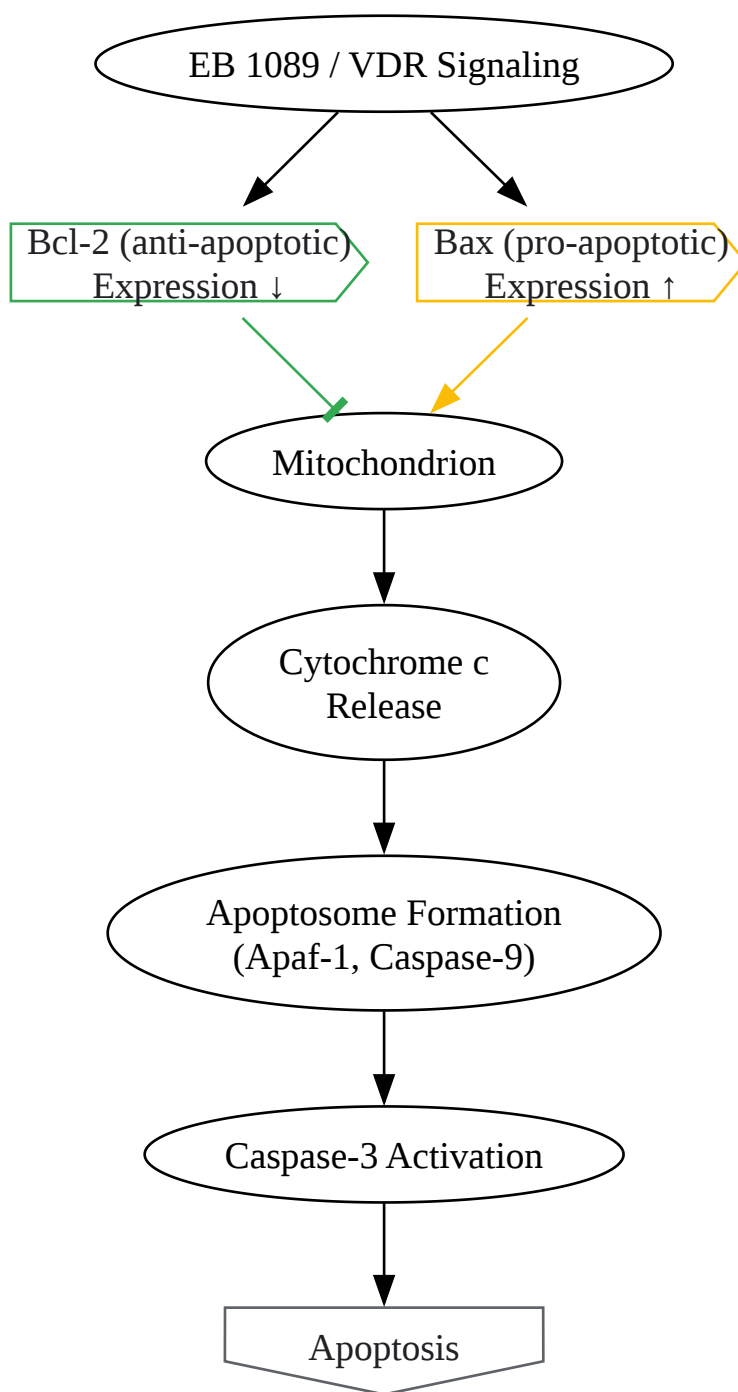 EB 1089 / VDR Signaling
Bcl-2 (anti-apoptotic)
Expression ↓
Bax (pro-apoptotic)
Expression ↑
Mitochondrion
Cytochrome c
Release
Apoptosome Formation
(Apaf-1, Caspase-9)
Caspase-3 Activation
Apoptosis